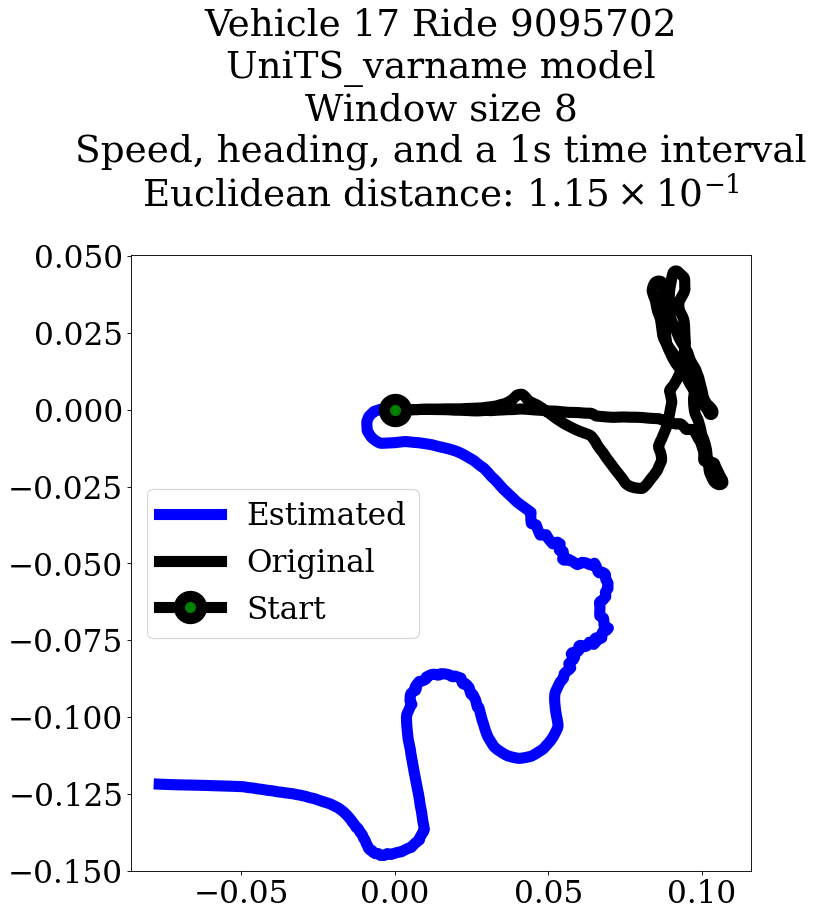 Vehicle 17 Ride 9095702
UniTS_varname model
Window size 8
Speed, heading, and a 1s time interval
Euclidean distance: 1.15 × 10⁻¹
0.050
0.025
0.000
−0.025
−0.050
−0.075
−0.100
−0.125
−0.150
Estimated
Original
Start
−0.05 0.00 0.05 0.10